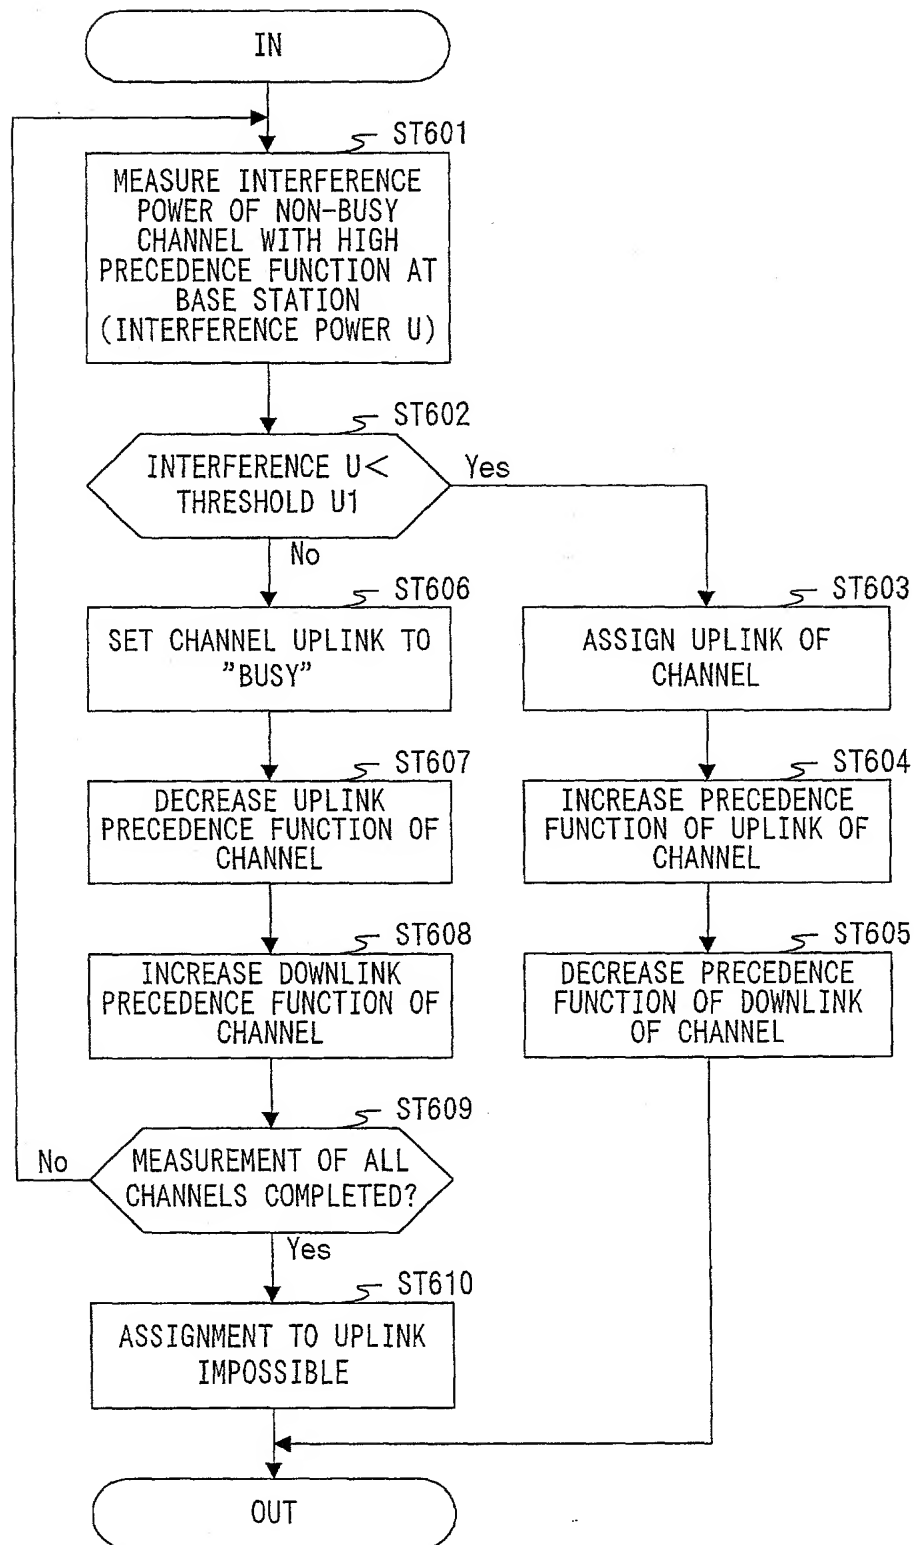 IN
ST601
MEASURE INTERFERENCE
POWER OF NON-BUSY
CHANNEL WITH HIGH
PRECEDENCE FUNCTION AT
BASE STATION
(INTERFERENCE POWER U)
ST602
INTERFERENCE U<
THRESHOLD U1
Yes
No
ST606
SET CHANNEL UPLINK TO
"BUSY"
ST603
ASSIGN UPLINK OF
CHANNEL
ST607
DECREASE UPLINK
PRECEDENCE FUNCTION OF
CHANNEL
ST604
INCREASE PRECEDENCE
FUNCTION OF UPLINK OF
CHANNEL
ST608
INCREASE DOWNLINK
PRECEDENCE FUNCTION OF
CHANNEL
ST605
DECREASE PRECEDENCE
FUNCTION OF DOWNLINK
OF CHANNEL
ST609
No
MEASUREMENT OF ALL
CHANNELS COMPLETED?
Yes
ST610
ASSIGNMENT TO UPLINK
IMPOSSIBLE
OUT